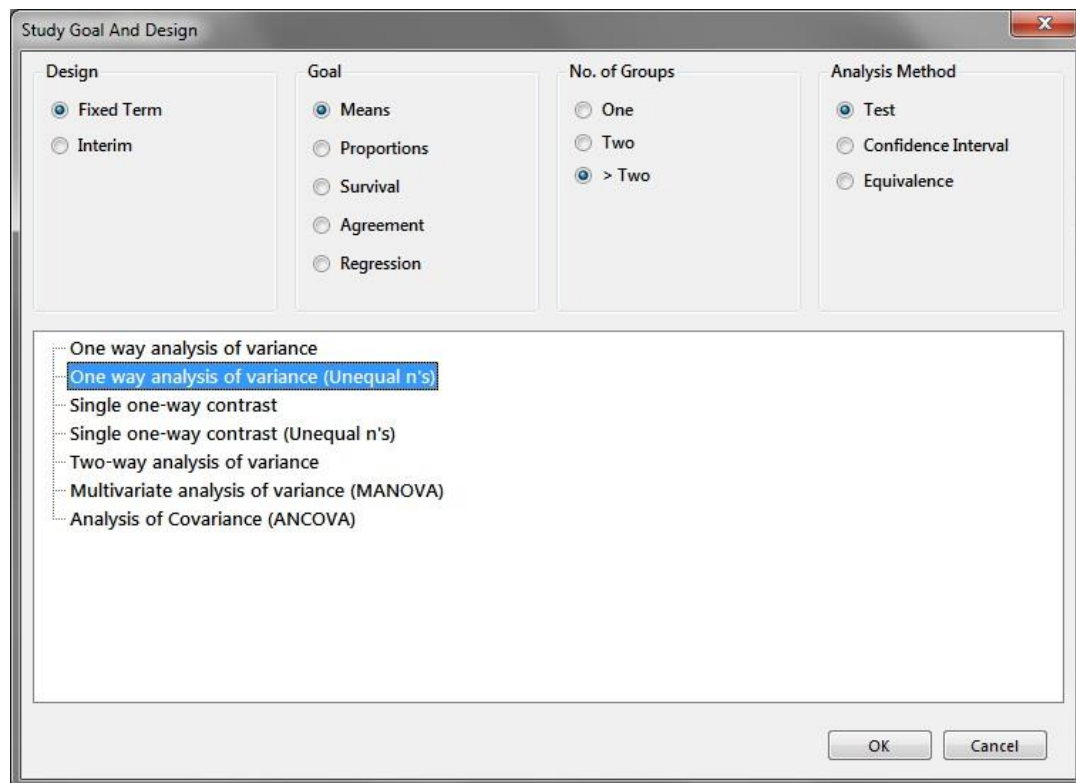 Study Goal And Design
Design
Fixed Term
Interim
Goal
Means
Proportions
Survival
Agreement
Regression
No. of Groups
One
Two
> Two
Analysis Method
Test
Confidence Interval
Equivalence
One way analysis of variance
One way analysis of variance (Unequal n's)
Single one-way contrast
Single one-way contrast (Unequal n's)
Two-way analysis of variance
Multivariate analysis of variance (MANOVA)
Analysis of Covariance (ANCOVA)
OK
Cancel